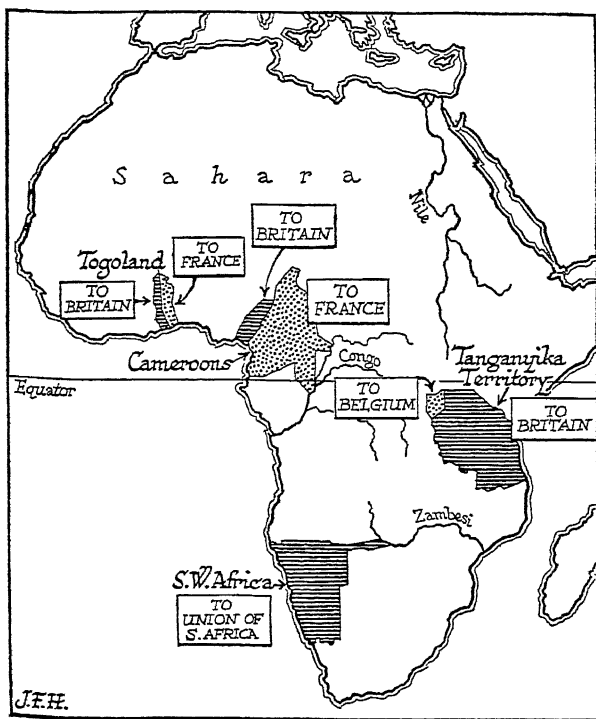 Sahara
Nile
TO
BRITAIN
Togoland
TO
FRANCE
TO
BRITAIN
TO
FRANCE
Cameroons
Congo
Tanganyika
Territory
Equator
TO
BELGIUM
TO
BRITAIN
Zambesi
S.W. Africa
TO
UNION OF
S. AFRICA
J.F.H.